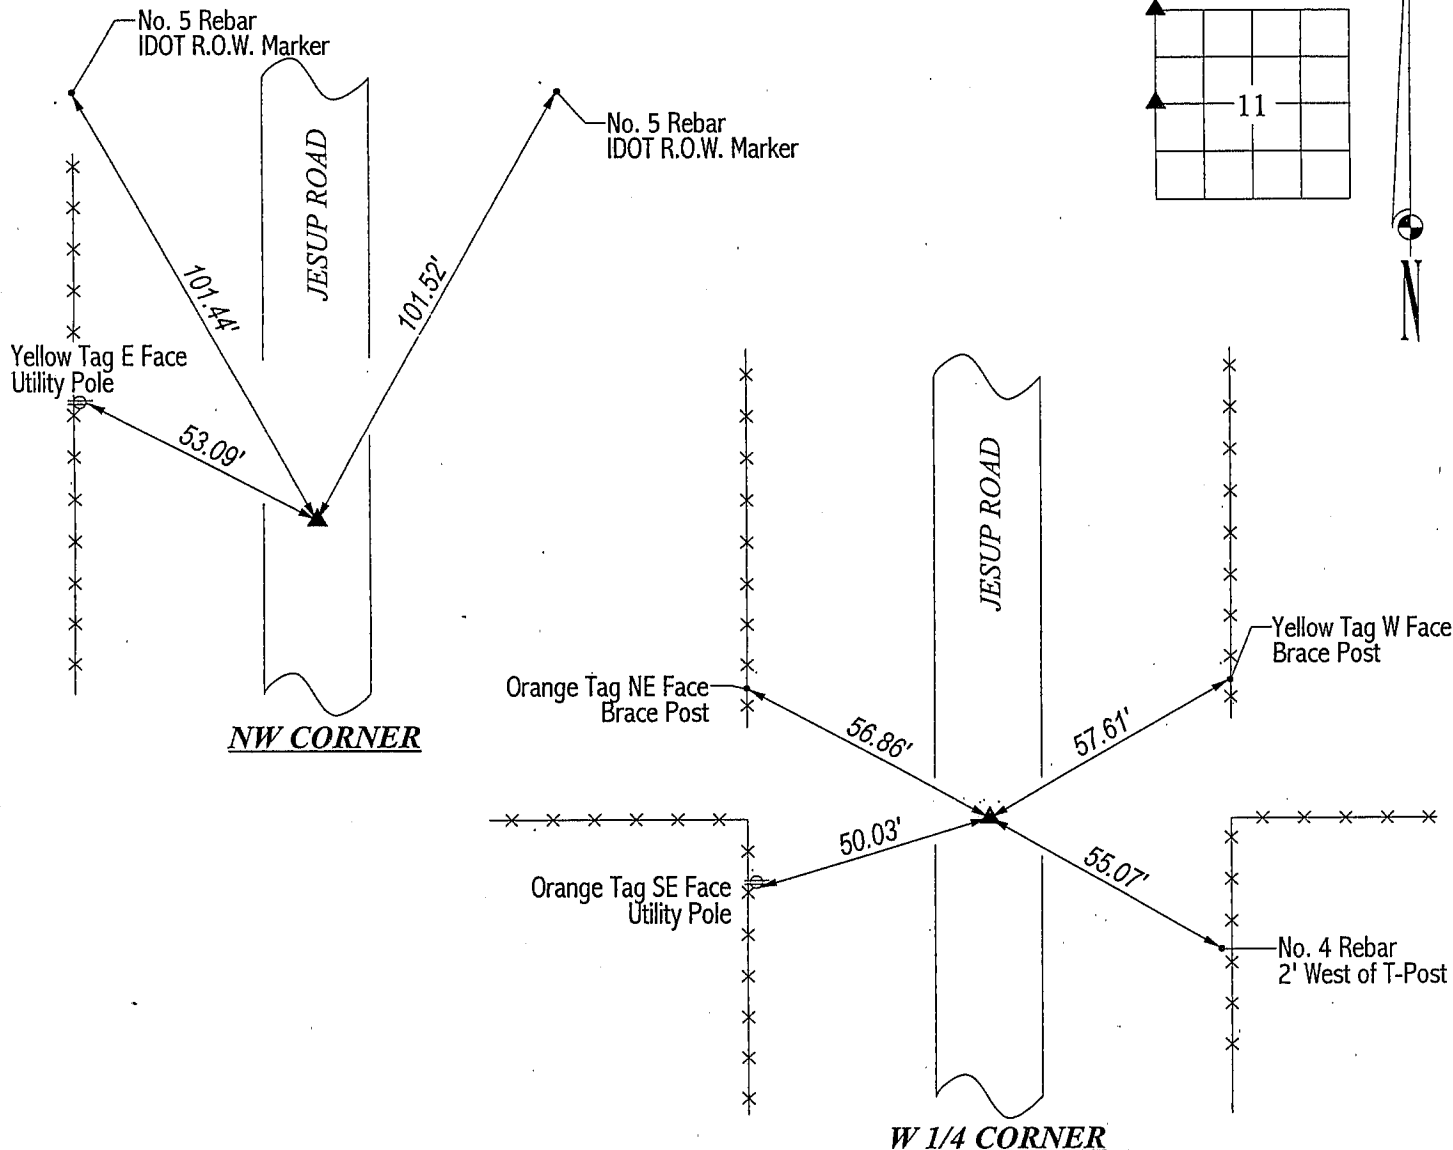 No. 5 Rebar
IDOT R.O.W. Marker
No. 5 Rebar
IDOT R.O.W. Marker
JESUP ROAD
101.44'
101.52'
Yellow Tag E Face
Utility Pole
53.09'
NW CORNER
11
N
JESUP ROAD
Yellow Tag W Face
Brace Post
Orange Tag NE Face
Brace Post
56.86'
57.61'
50.03'
55.07'
Orange Tag SE Face
Utility Pole
No. 4 Rebar
2' West of T-Post
W 1/4 CORNER